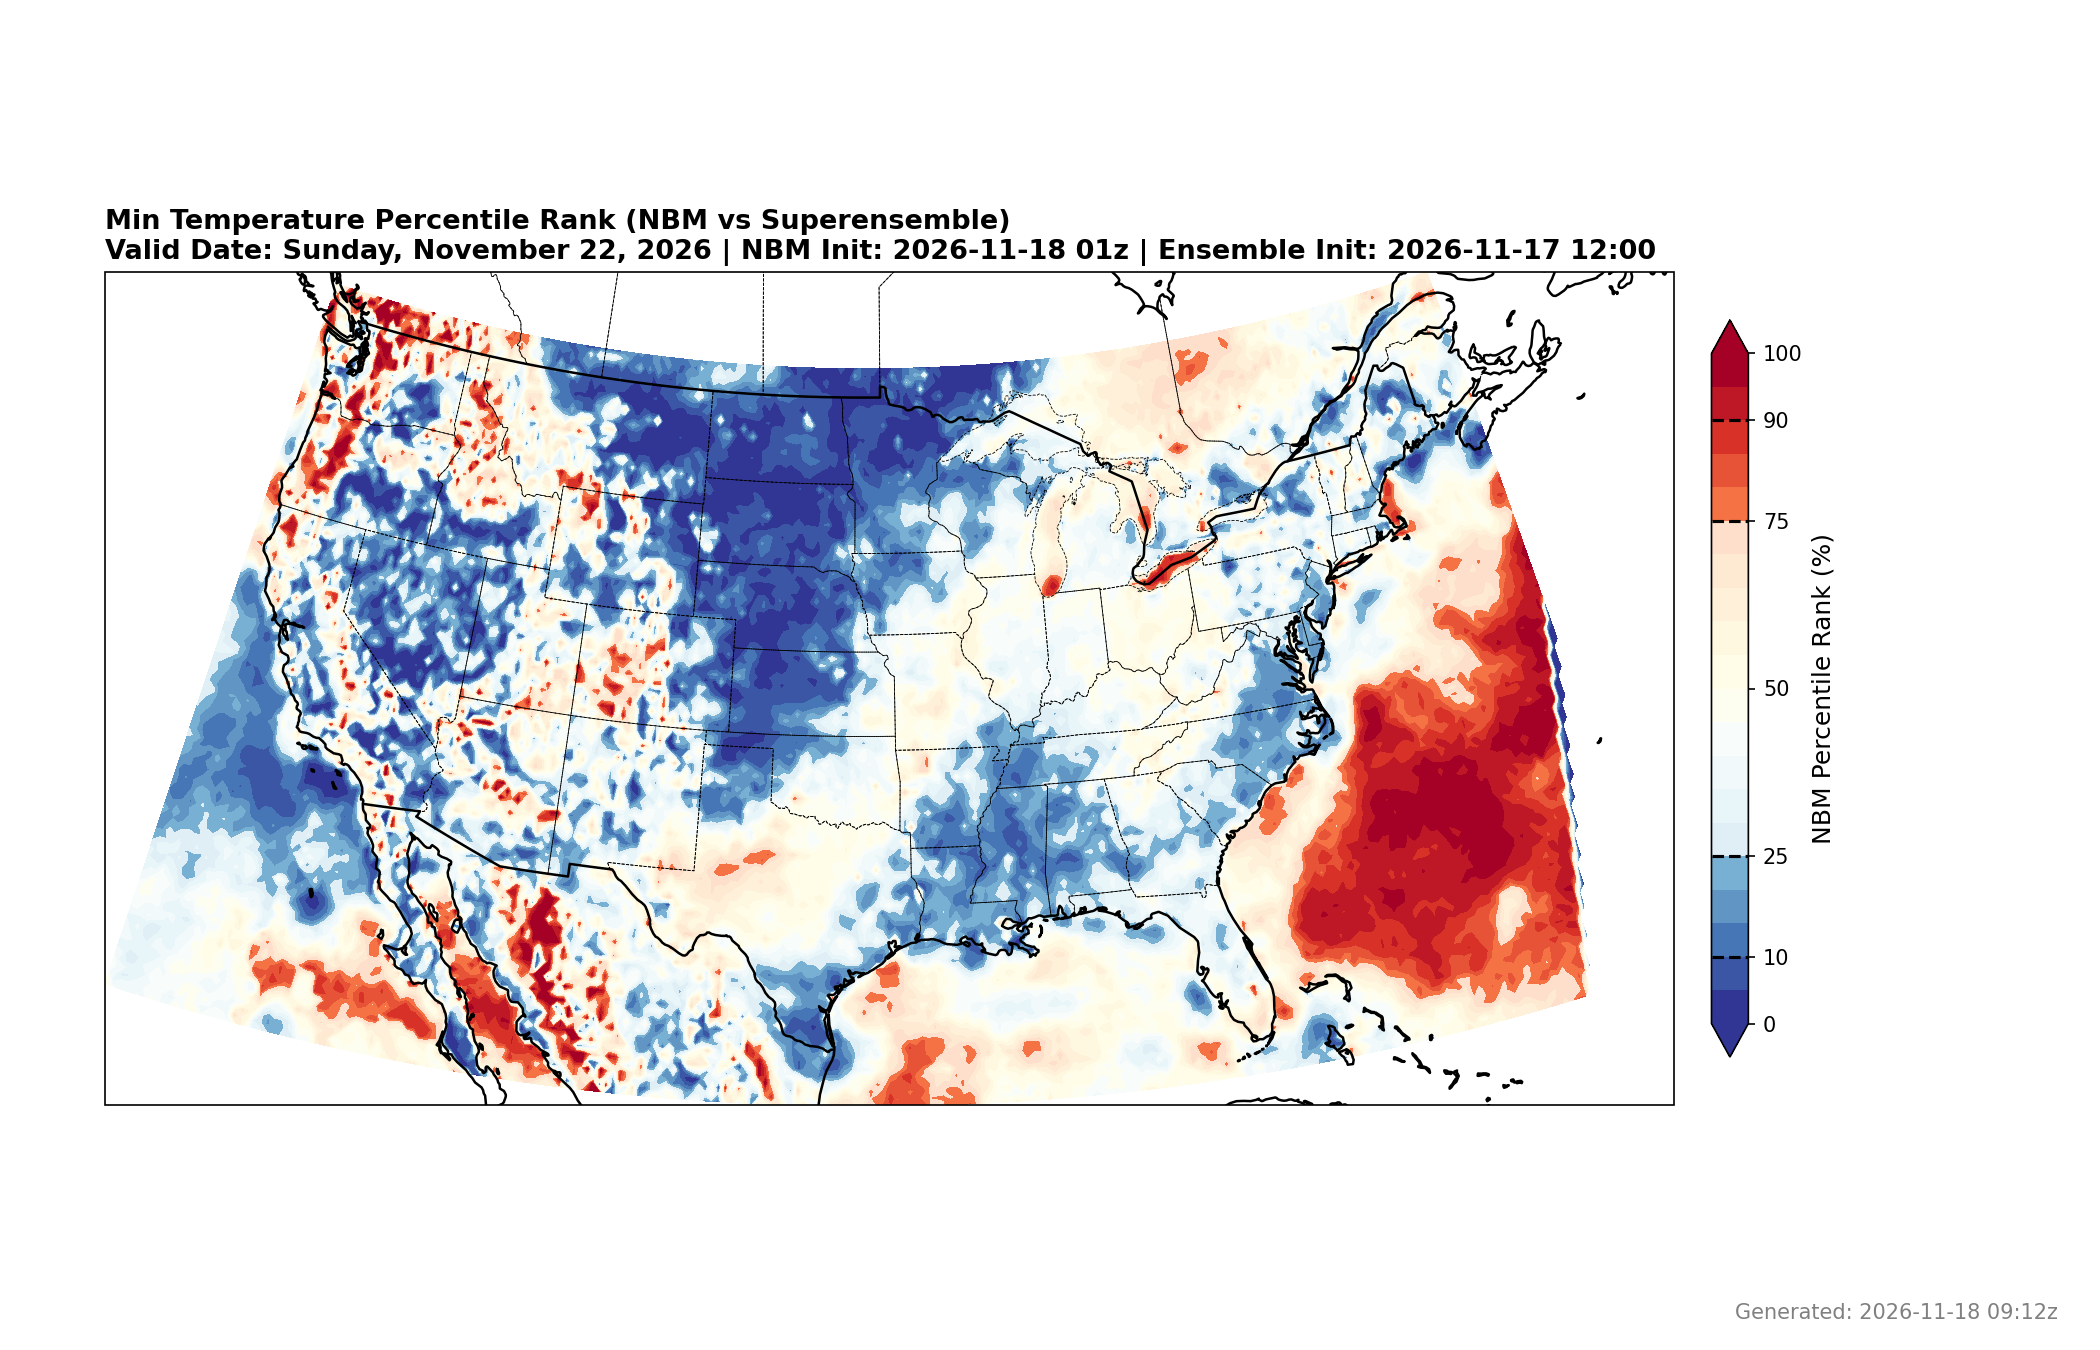 Min Temperature Percentile Rank (NBM vs Superensemble)
Valid Date: Sunday, November 22, 2026 | NBM Init: 2026-11-18 01z | Ensemble Init: 2026-11-17 12:00
100
90
75
50
25
10
0
NBM Percentile Rank (%)
Generated: 2026-11-18 09:12z